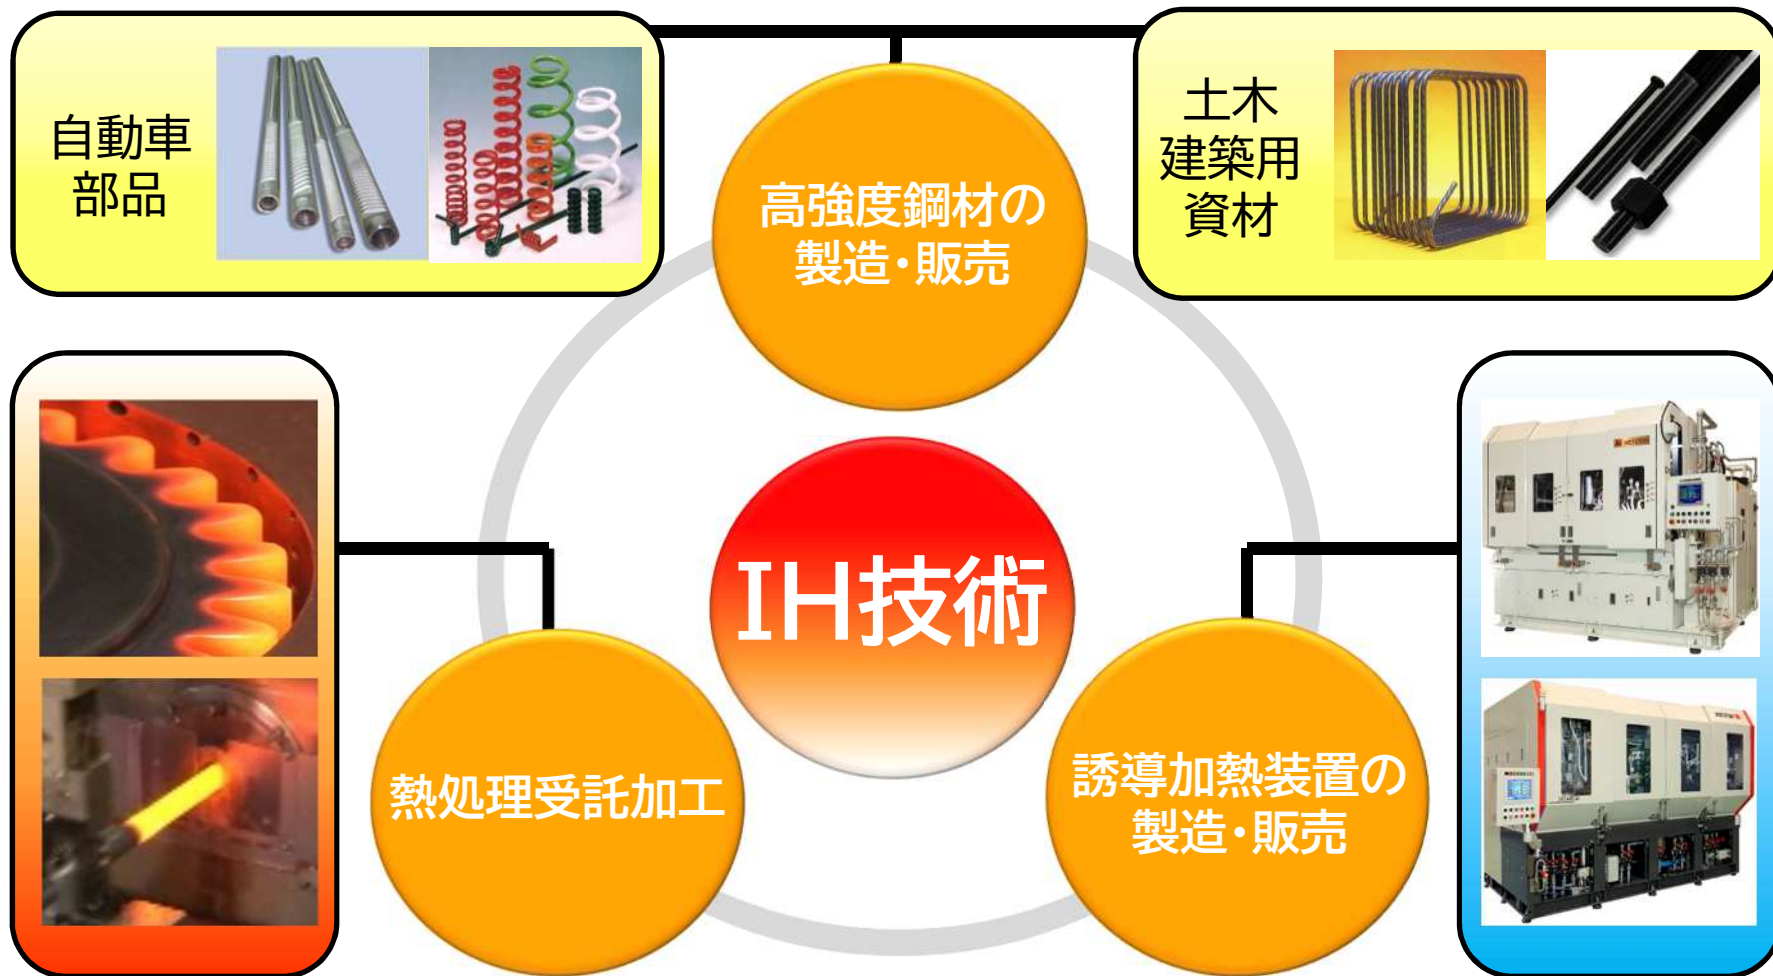 自動車
部品
土木
建築用
資材
高強度鋼材の
製造・販売
IH技術
熱処理受託加工
誘導加熱装置の
製造・販売